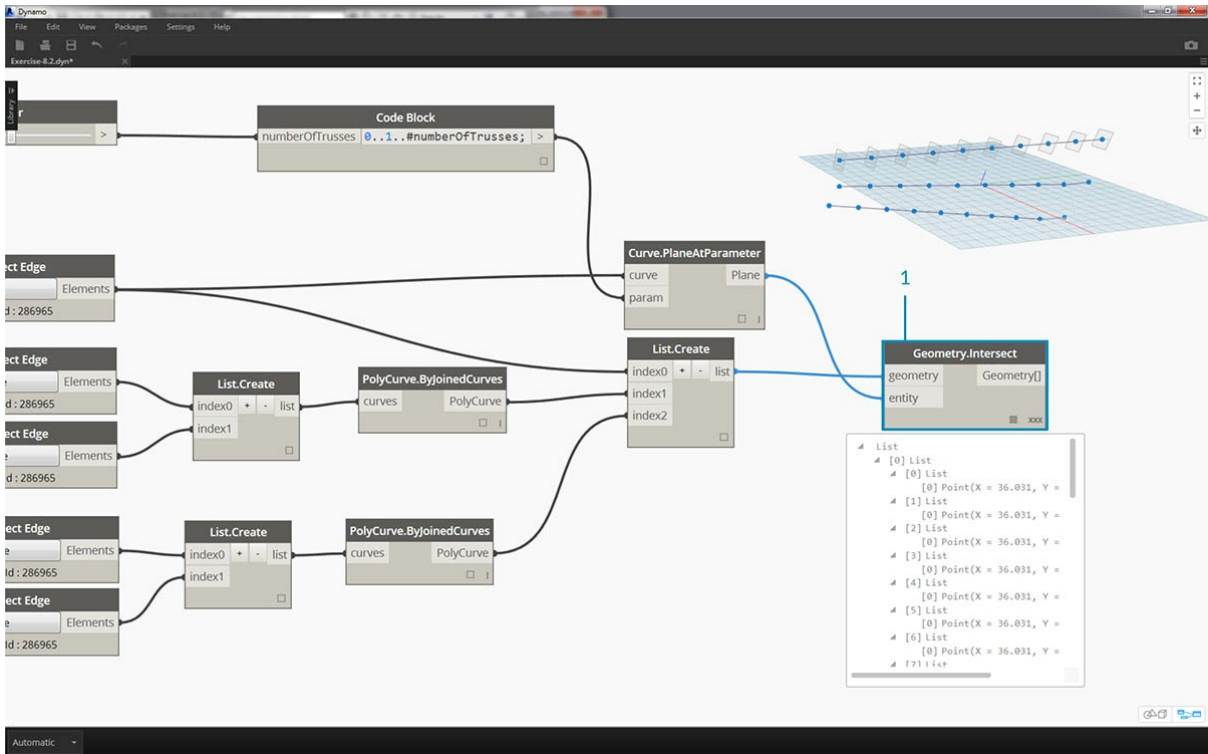 Dynamo
File Edit View Packages Settings Help
Exercise-8.2.dyn*
Library
r
>
Code Block
numberOfTrusses 0..1..#numberOfTrusses; >
ect Edge
Elements
d : 286965
Curve.PlaneAtParameter
curve Plane
param
1
ect Edge
e Elements
d : 286965
List.Create
index0 + - list
index1
PolyCurve.ByJoinedCurves
curves PolyCurve
List.Create
index0 + - list
index1
index2
Geometry.Intersect
geometry Geometry[]
entity
xxx
ect Edge
e Elements
d : 286965
List
[0] List
[0] List
[0] Point(X = 36.031, Y =
[1] List
[0] Point(X = 36.031, Y =
[2] List
[0] Point(X = 36.031, Y =
[3] List
[0] Point(X = 36.031, Y =
[4] List
[0] Point(X = 36.031, Y =
[5] List
[0] Point(X = 36.031, Y =
[6] List
[0] Point(X = 36.031, Y =
[7] List
ect Edge
e Elements
Id : 286965
List.Create
index0 + - list
index1
PolyCurve.ByJoinedCurves
curves PolyCurve
ect Edge
e Elements
Id : 286965
Automatic